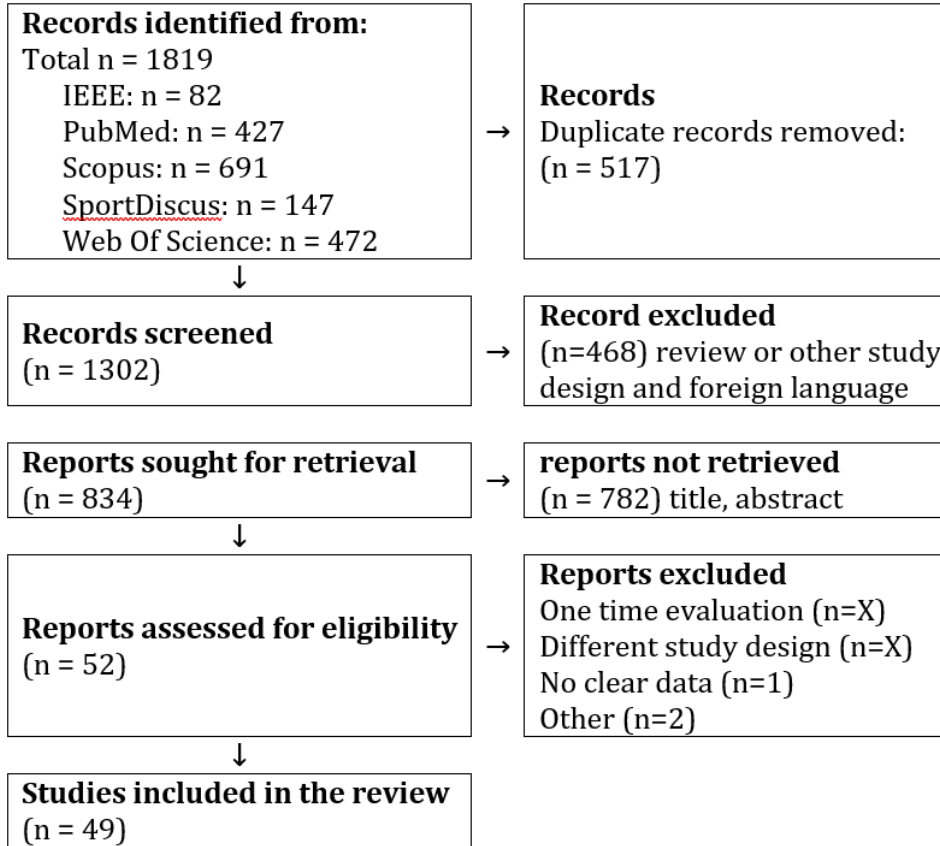 Records identified from:
Total n = 1819
IEEE: n = 82
PubMed: n = 427
Scopus: n = 691
SportDiscus: n = 147
Web Of Science: n = 472
→
Records
Duplicate records removed:
(n = 517)
↓
Records screened
(n = 1302)
→
Record excluded
(n=468) review or other study
design and foreign language
Reports sought for retrieval
(n = 834)
→
reports not retrieved
(n = 782) title, abstract
↓
Reports assessed for eligibility
(n = 52)
→
Reports excluded
One time evaluation (n=X)
Different study design (n=X)
No clear data (n=1)
Other (n=2)
↓
Studies included in the review
(n = 49)